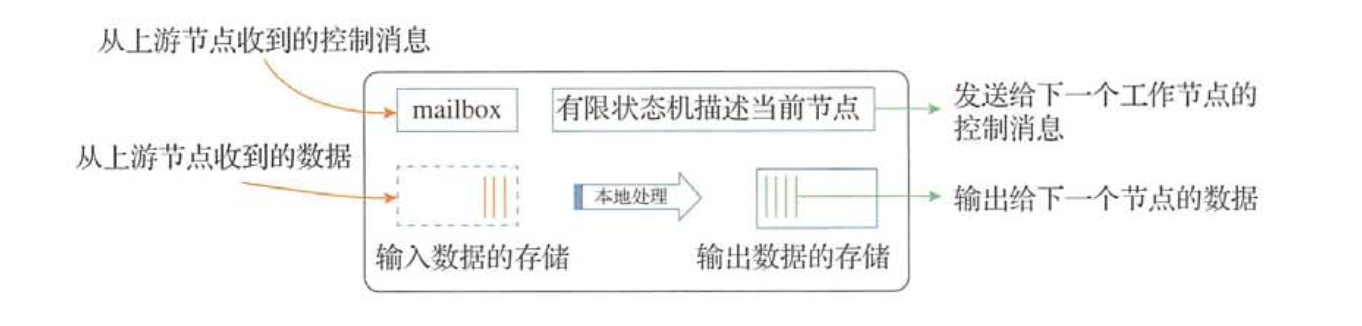 从上游节点收到的控制消息
mailbox
有限状态机描述当前节点
发送给下一个工作节点的
控制消息
从上游节点收到的数据
本地处理
输出给下一个节点的数据
输入数据的存储
输出数据的存储